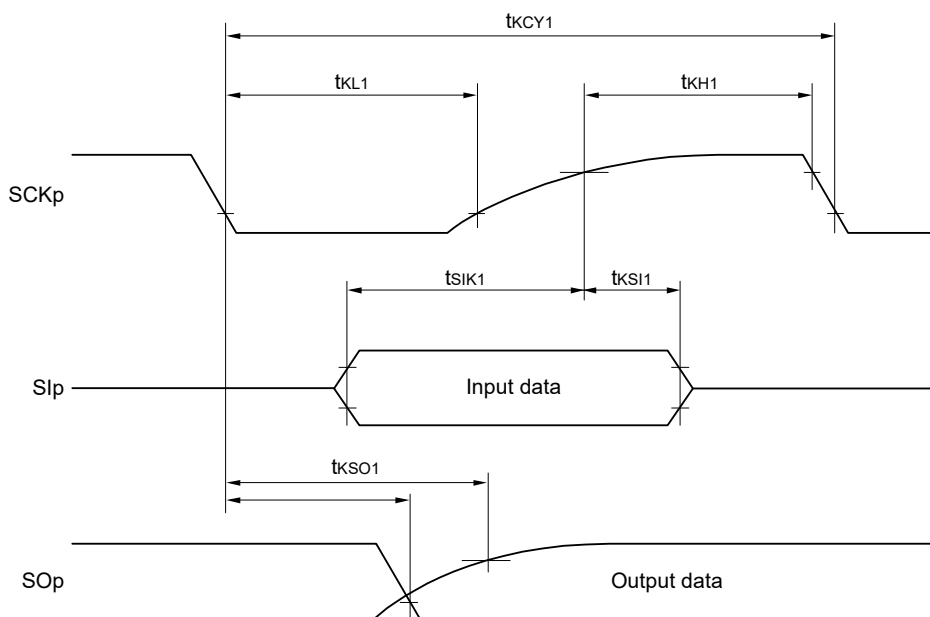 tKCY1
tKL1
tKH1
SCKp
tSIK1
tKSI1
SIp
Input data
tKSO1
SOp
Output data